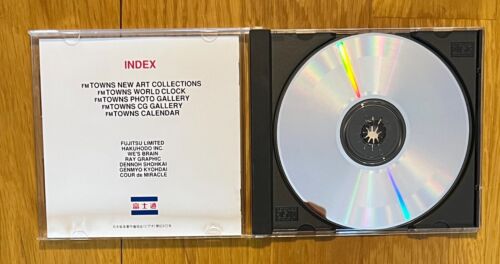 INDEX
FM TOWNS NEW ART COLLECTIONS
FM TOWNS WORLD CLOCK
FM TOWNS PHOTO GALLERY
FM TOWNS CG GALLERY
FM TOWNS CALENDAR
FUJITSU LIMITED
HAKUHODO INC.
WE'S BRAIN
RAY GRAPHIC
DENNOH SHOHKAI
GENMYO KYOHDAI
COUR de MIRACLE
富士通